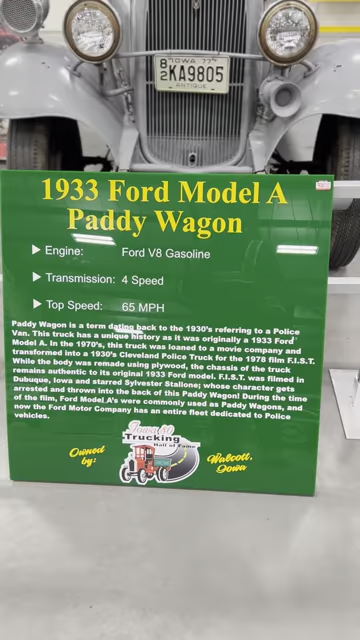 IOWA 77
82 KA9805
ANTIQUE
1933 Ford Model A
Paddy Wagon
Engine: Ford V8 Gasoline
Transmission: 4 Speed
Top Speed: 65 MPH
Paddy Wagon is a term dating back to the 1930's referring to a Police
Van. This truck has a unique history as it was originally a 1933 Ford
Model A. In the 1970's, this truck was loaned to a movie company and
transformed into a 1930's Cleveland Police Truck for the 1978 film F.I.S.T.
While the body was remade using plywood, the chassis of the truck
remains authentic to its original 1933 Ford model. F.I.S.T. was filmed in
Dubuque, Iowa and starred Sylvester Stallone; whose character gets
arrested and thrown into the back of this Paddy Wagon! During the time
of the film, Ford Model A's were commonly used as Paddy Wagons, and
now the Ford Motor Company has an entire fleet dedicated to Police
vehicles.
Iowa 80
Trucking
Hall of Fame
Owned
by:
Walcott,
Iowa